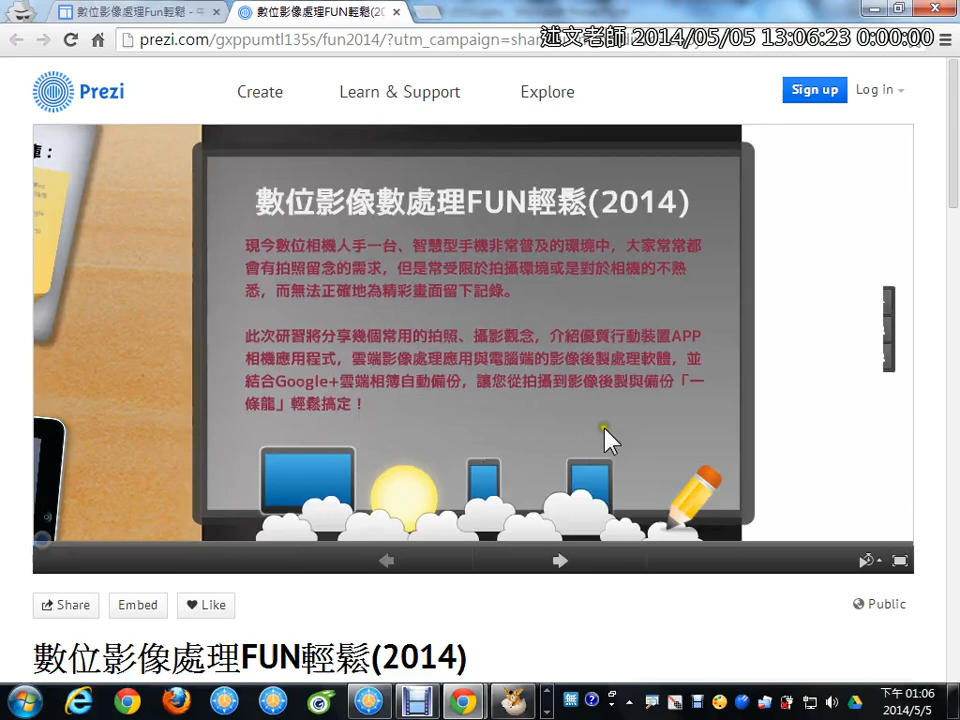 數位影像處理Fun輕鬆 - 
數位影像處理FUN輕鬆(20
prezi.com/gxppumtl135s/fun2014/?utm_campaign=shar
述文老師 2014/05/05 13:06:23 0:00:00
Prezi
Create
Learn & Support
Explore
Sign up
Log in
庫：
數位影像數處理FUN輕鬆(2014)
現今數位相機人手一台、智慧型手機非常普及的環境中，大家常常都
會有拍照留念的需求，但是常受限於拍攝環境或是對於相機的不熟
悉，而無法正確地為精彩畫面留下記錄。
此次研習將分享幾個常用的拍照、攝影觀念，介紹優質行動裝置APP
相機應用程式，雲端影像處理應用與電腦端的影像後製處理軟體，並
結合Google+雲端相簿自動備份，讓您從拍攝到影像後製與備份「一
條龍」輕鬆搞定！
Share
Embed
Like
Public
數位影像處理FUN輕鬆(2014)
下午 01:06
2014/5/5